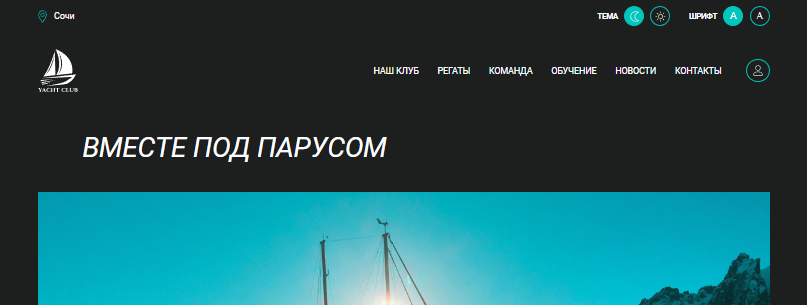 Сочи
ТЕМА
ШРИФТ A A
YACHT CLUB
НАШ КЛУБ РЕГАТЫ КОМАНДА ОБУЧЕНИЕ НОВОСТИ КОНТАКТЫ
ВМЕСТЕ ПОД ПАРУСОМ